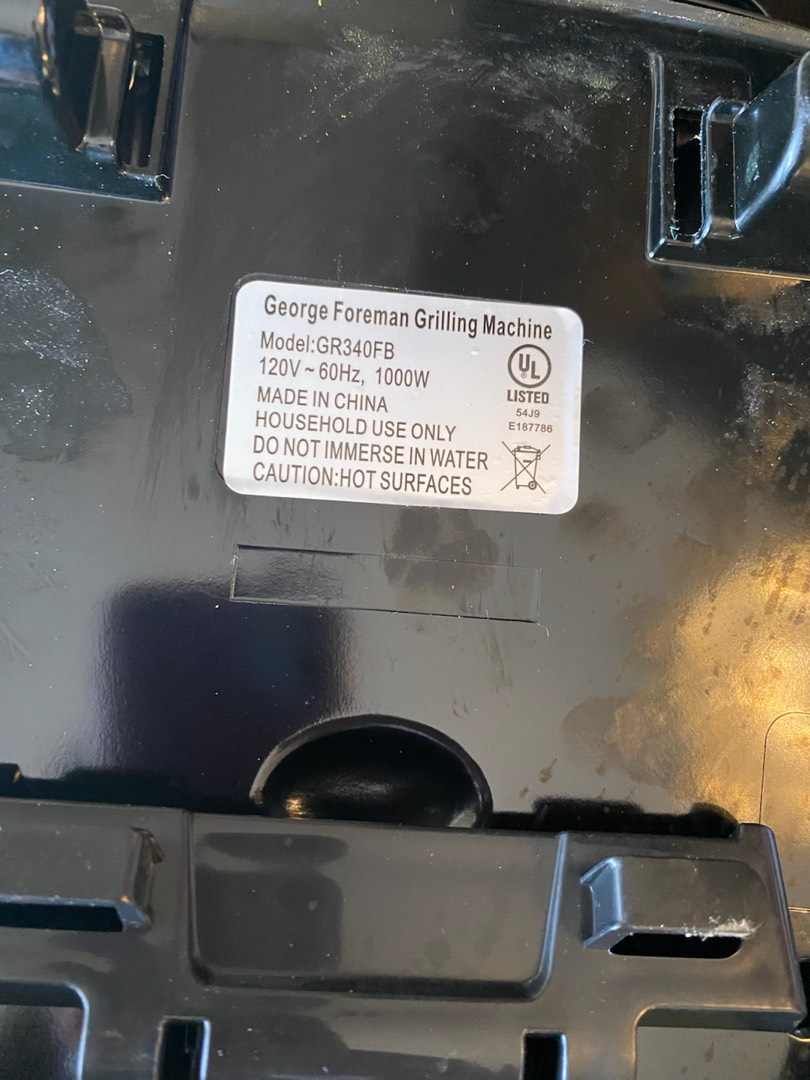 George Foreman Grilling Machine
Model:GR340FB
120V ~ 60Hz, 1000W
MADE IN CHINA
HOUSEHOLD USE ONLY
DO NOT IMMERSE IN WATER
CAUTION:HOT SURFACES
UL
LISTED
54J9
E187786